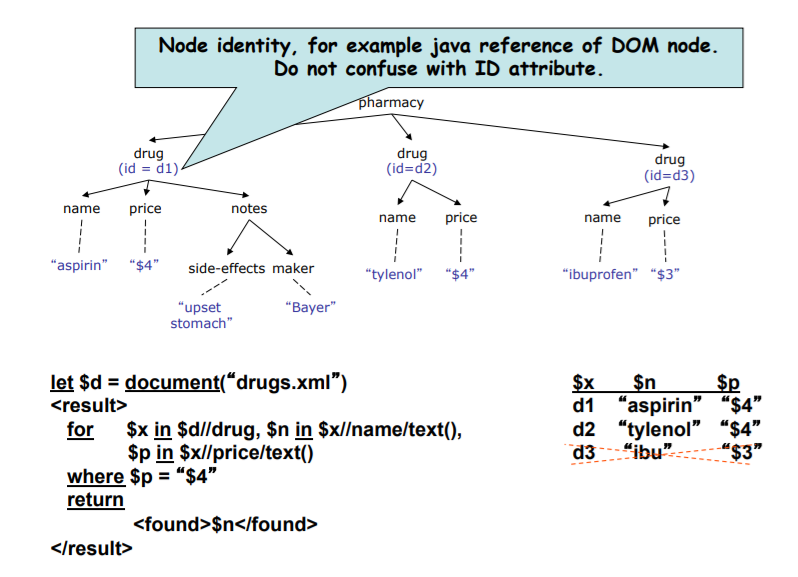 Node identity, for example java reference of DOM node.
Do not confuse with ID attribute.
pharmacy
drug drug drug
(id = d1) (id=d2) (id=d3)
name price notes name price name price
“aspirin” “$4” side-effects maker “tylenol” “$4” “ibuprofen” “$3”
“upset “Bayer”
stomach”
let $d = document(“drugs.xml”)
<result>
for $x in $d//drug, $n in $x//name/text(),
$p in $x//price/text()
where $p = “$4”
return
<found>$n</found>
</result>
$x $n $p
d1 “aspirin” “$4”
d2 “tylenol” “$4”
d3 “ibu” “$3”